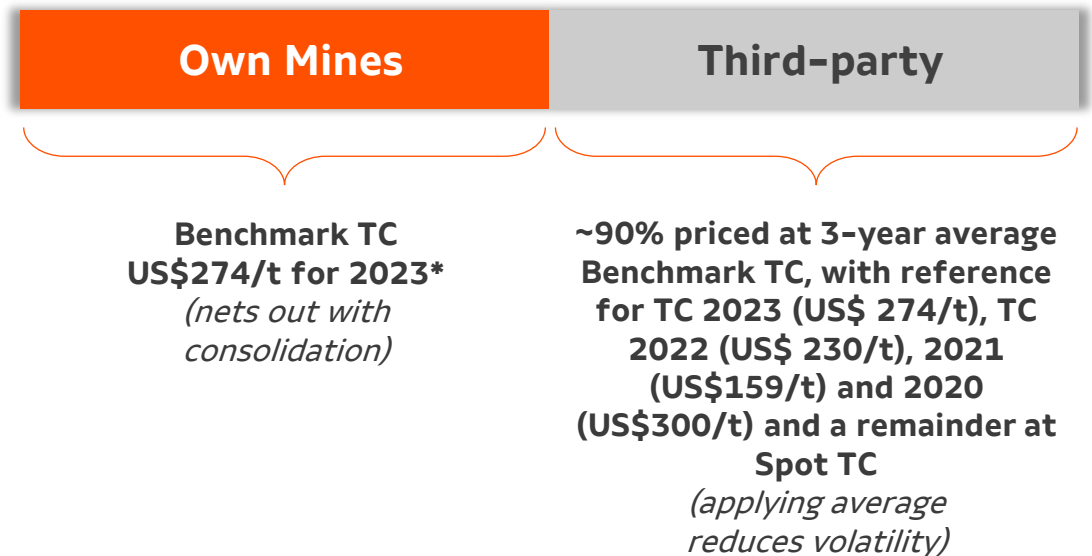 Own Mines
Third-party
Benchmark TC
US$274/t for 2023*
(nets out with
consolidation)
~90% priced at 3-year average
Benchmark TC, with reference
for TC 2023 (US$ 274/t), TC
2022 (US$ 230/t), 2021
(US$159/t) and 2020
(US$300/t) and a remainder at
Spot TC
(applying average
reduces volatility)